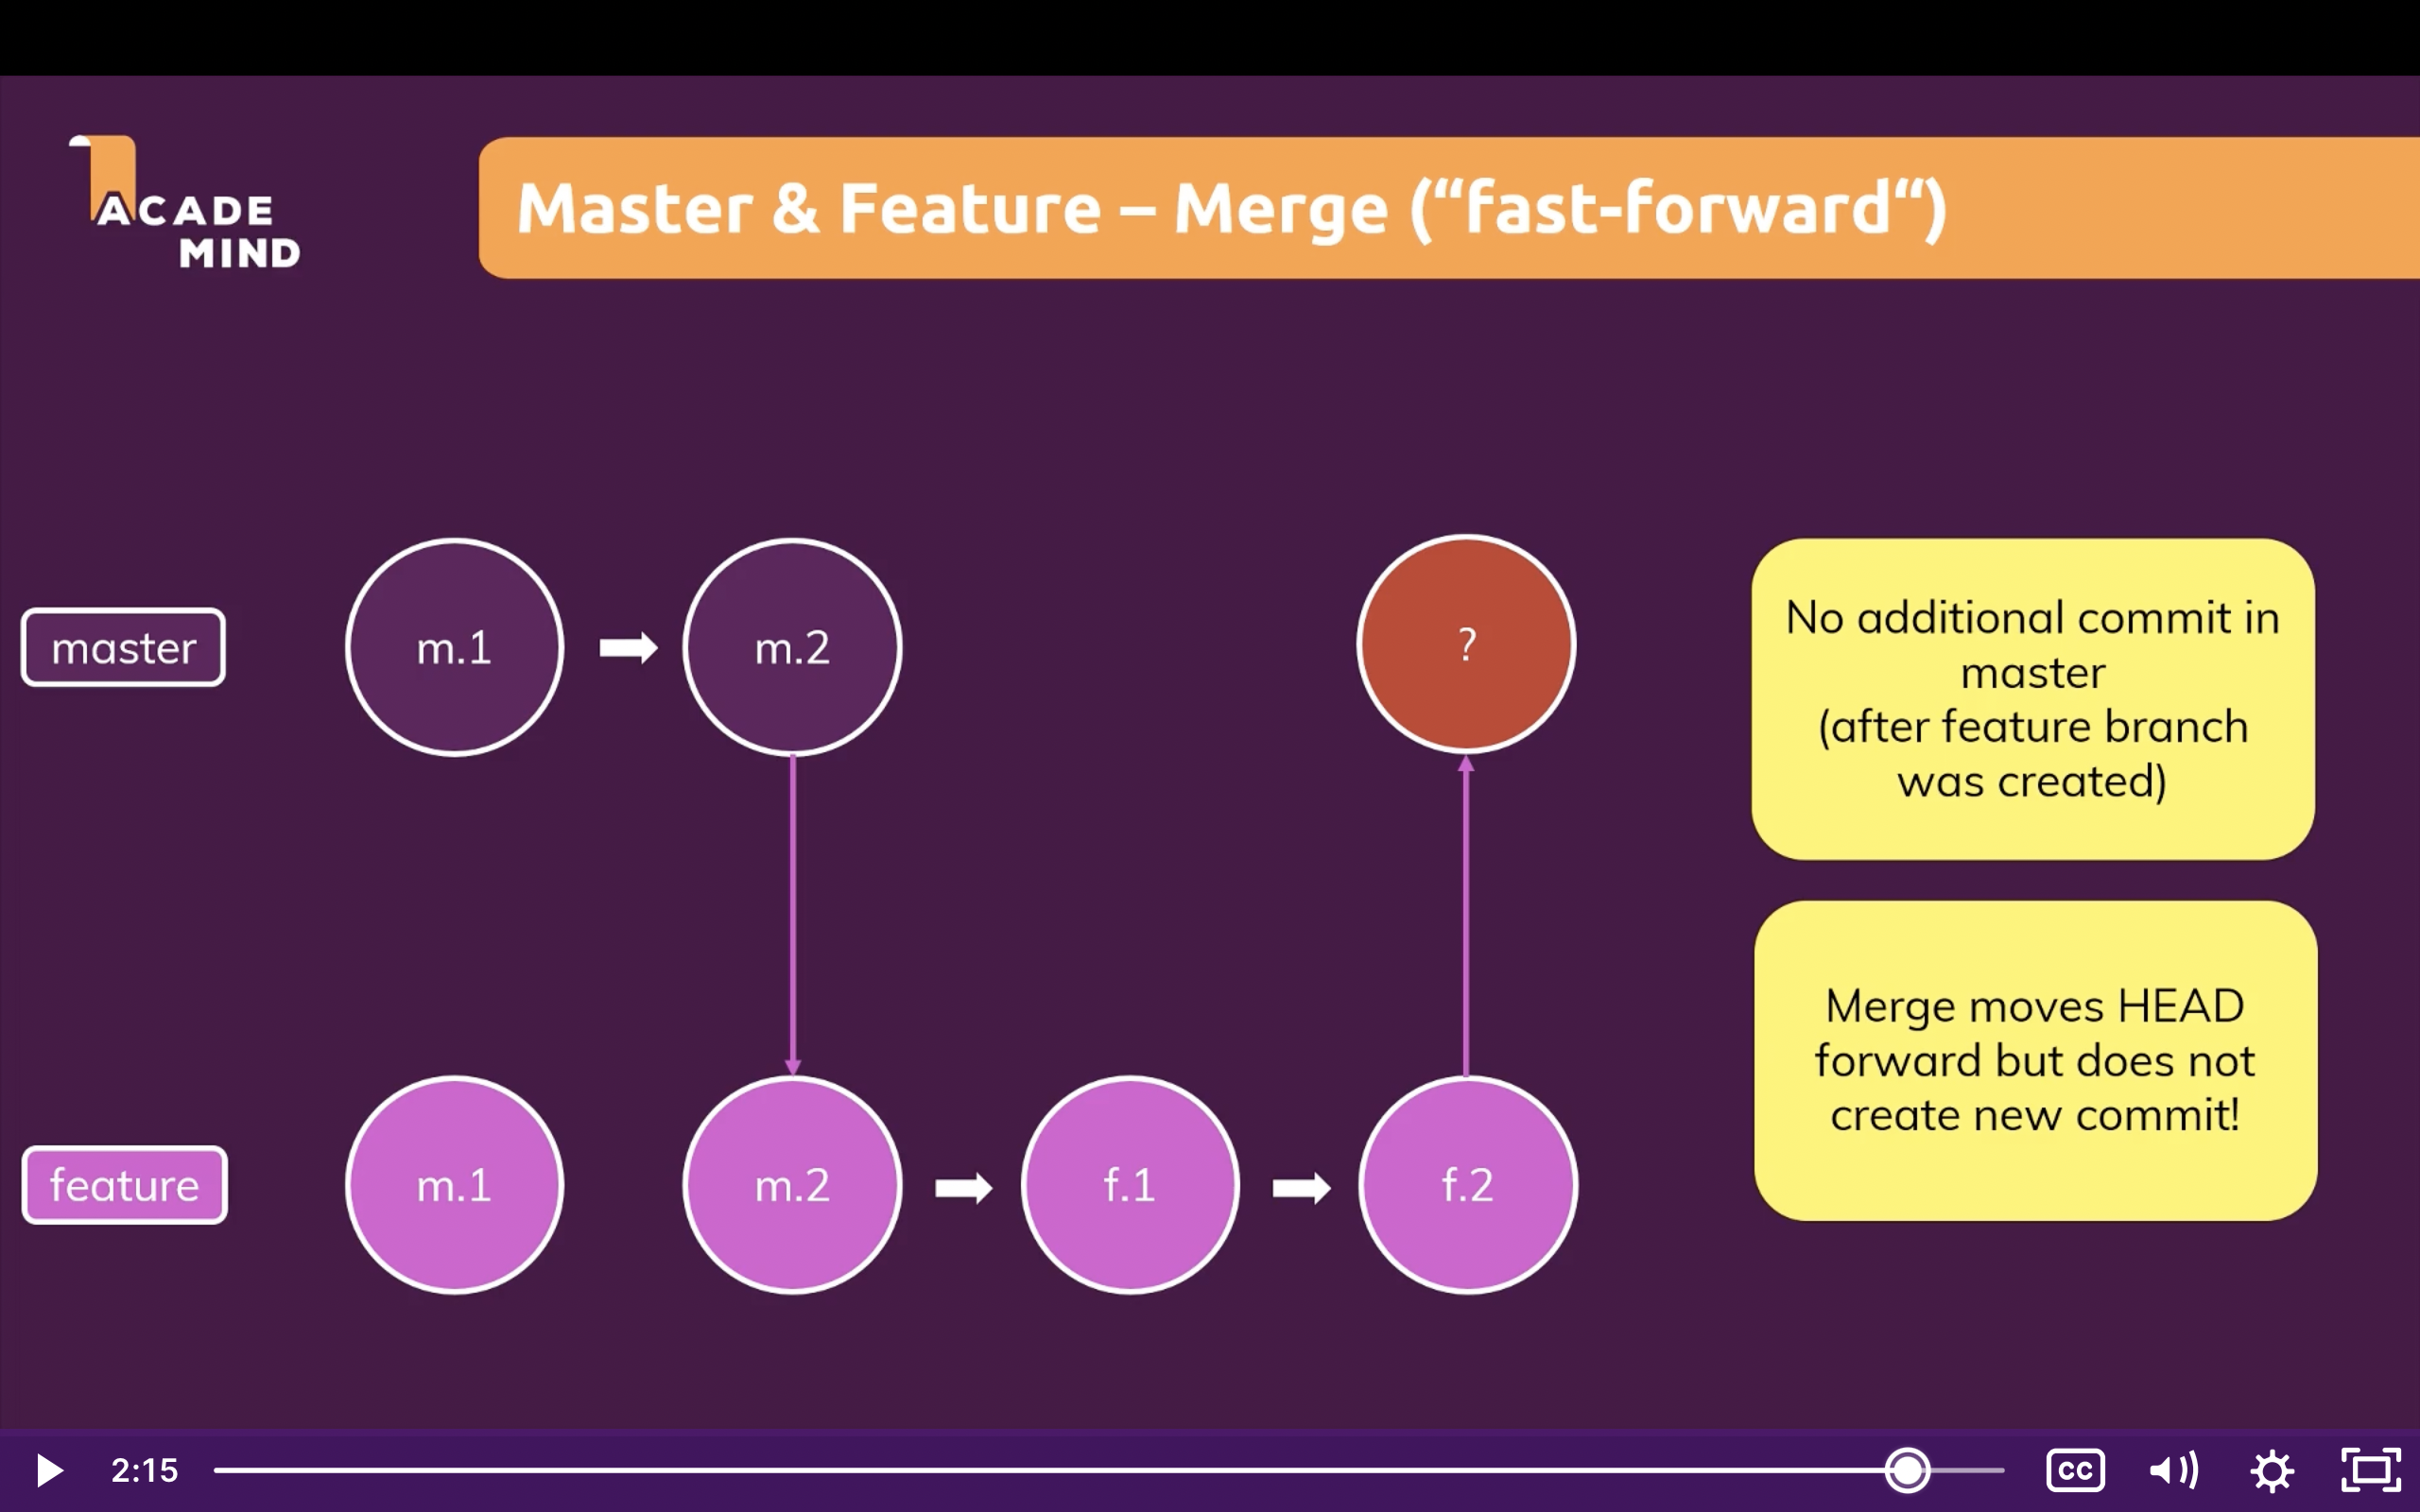 ACADE
MIND
Master & Feature – Merge (“fast-forward“)
master
m.1
m.2
?
No additional commit in
master
(after feature branch
was created)
Merge moves HEAD
forward but does not
create new commit!
feature
m.1
m.2
f.1
f.2
2:15
CC